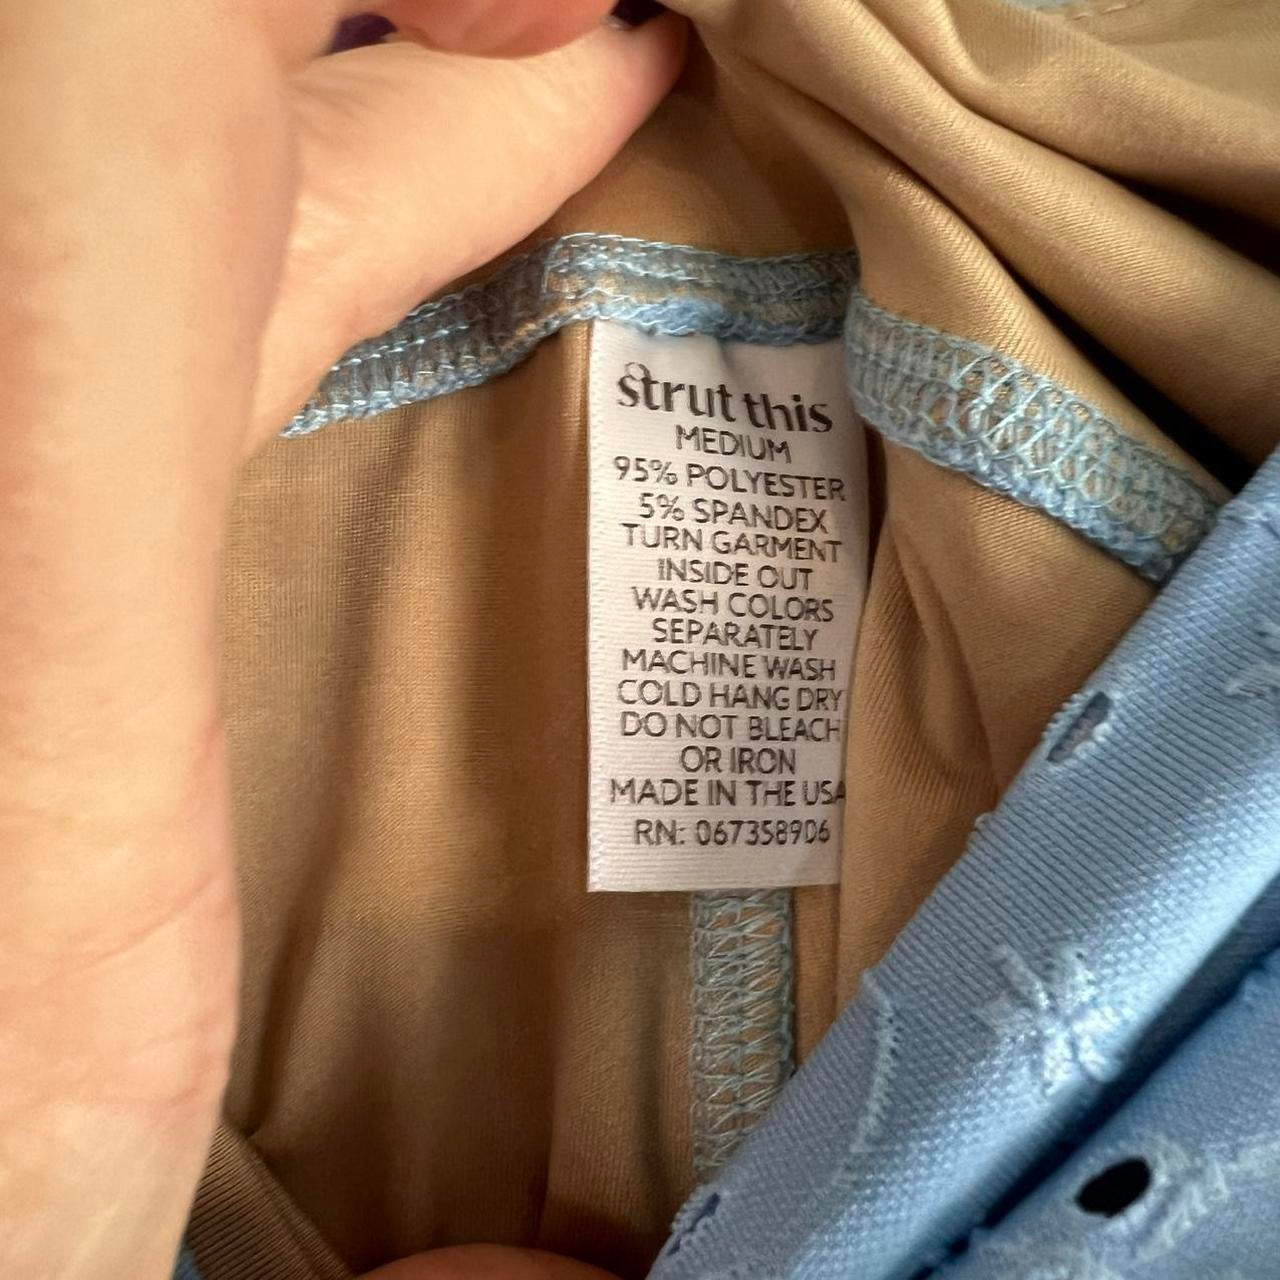 strut this
MEDIUM
95% POLYESTER
5% SPANDEX
TURN GARMENT
INSIDE OUT
WASH COLORS
SEPARATELY
MACHINE WASH
COLD HANG DRY
DO NOT BLEACH
OR IRON
MADE IN THE USA
RN: 067358906